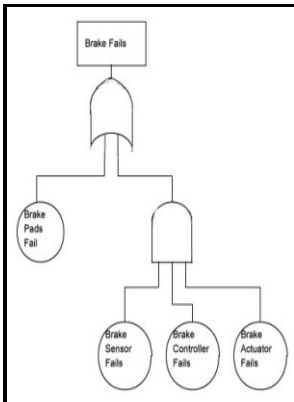 Brake Fails
Brake
Pads
Fail
Brake
Sensor
Fails
Brake
Controller
Fails
Brake
Actuator
Fails